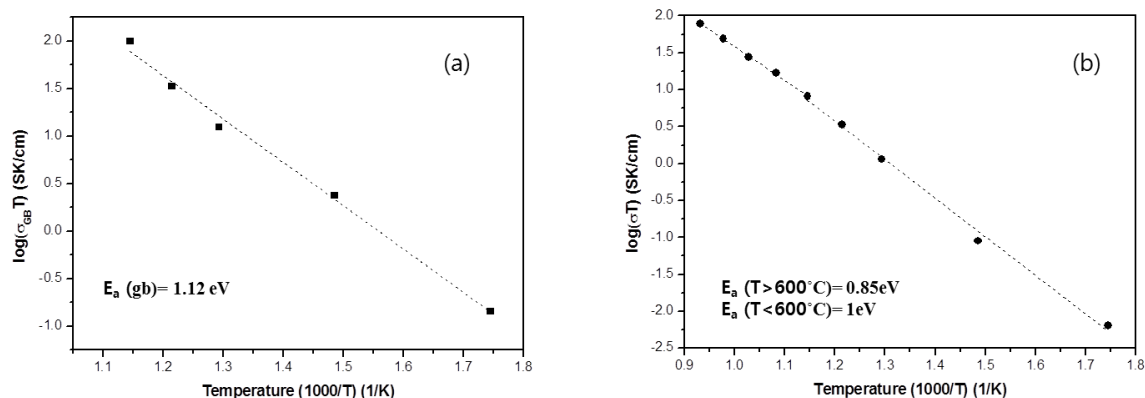 (a)
log(σGBT) (SK/cm)
2.0
1.5
1.0
0.5
0.0
-0.5
-1.0
Eₐ (gb)= 1.12 eV
1.1 1.2 1.3 1.4 1.5 1.6 1.7 1.8
Temperature (1000/T) (1/K)
(b)
log(σT) (SK/cm)
2.0
1.5
1.0
0.5
0.0
-0.5
-1.0
-1.5
-2.0
-2.5
Eₐ (T>600°C)= 0.85eV
Eₐ (T<600°C)= 1eV
0.9 1.0 1.1 1.2 1.3 1.4 1.5 1.6 1.7 1.8
Temperature (1000/T) (1/K)